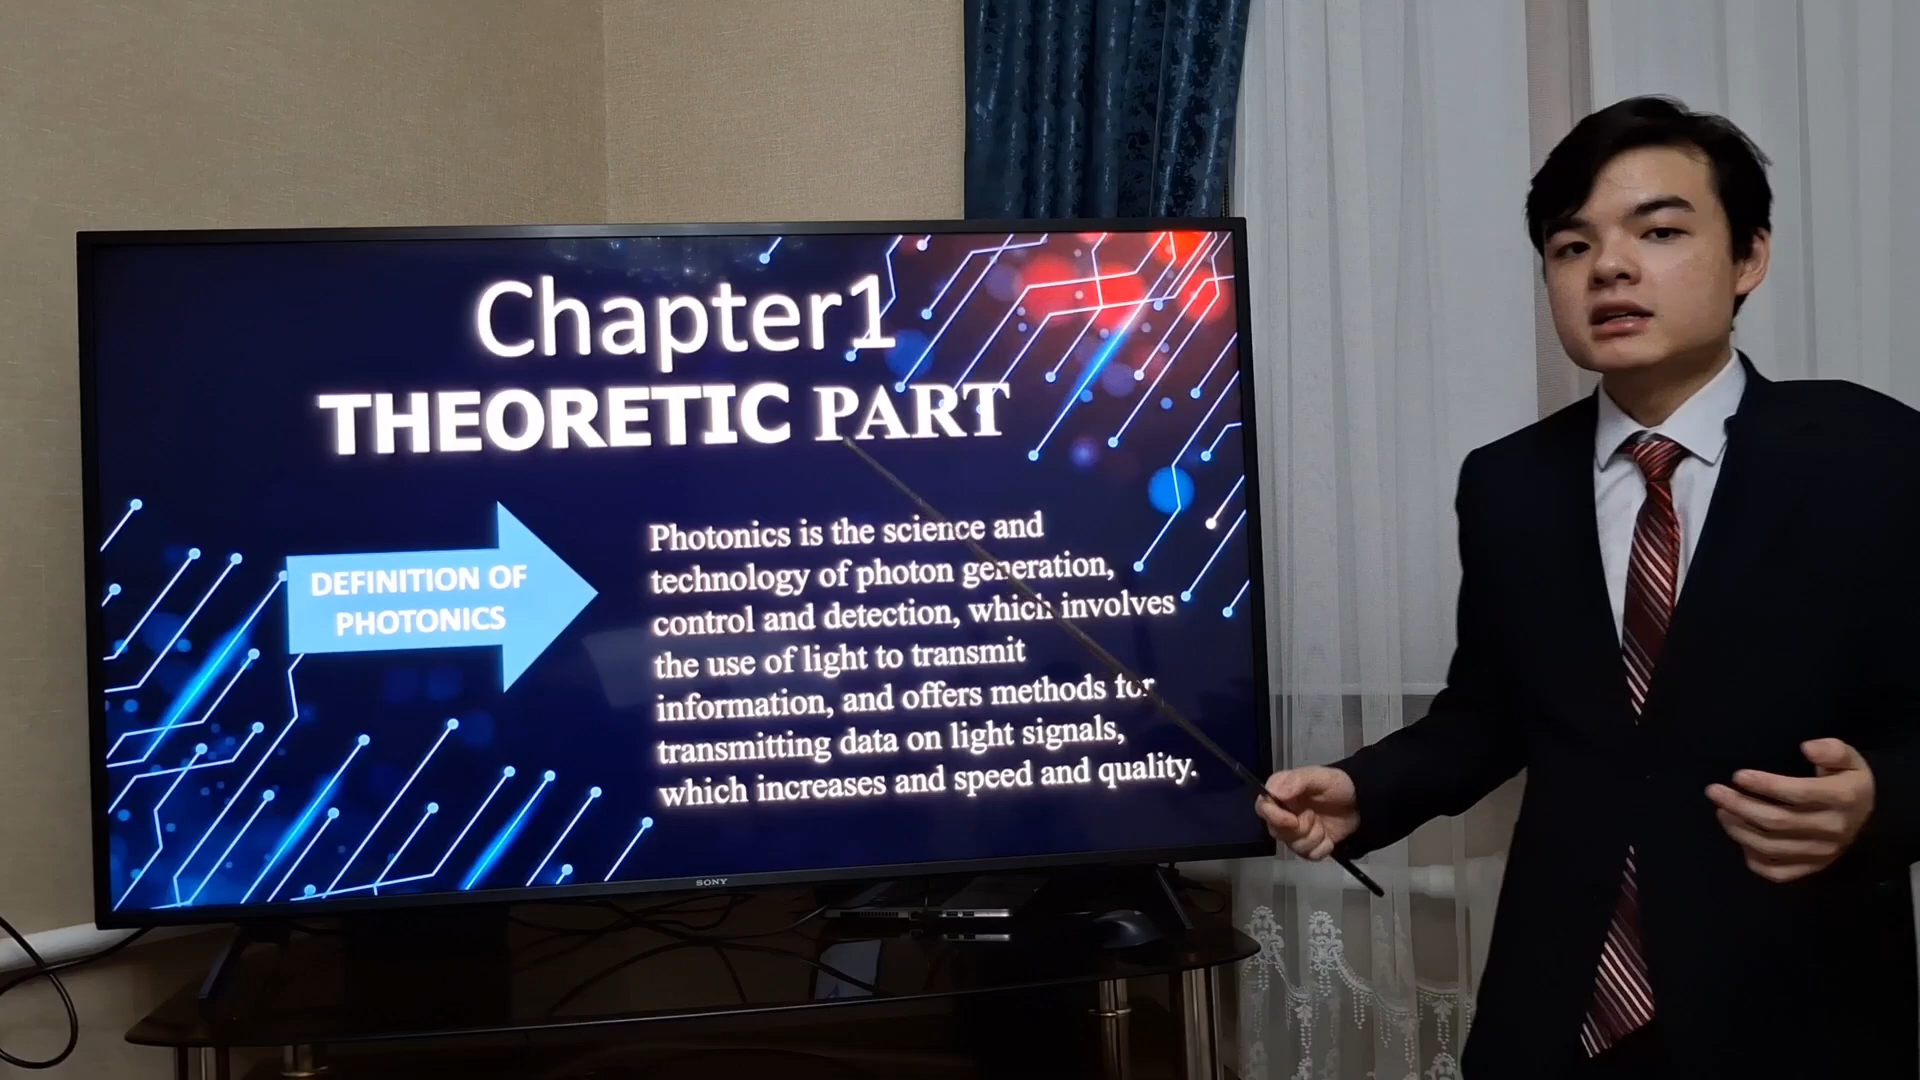 Chapter1
THEORETIC PART
DEFINITION OF
PHOTONICS
Photonics is the science and
technology of photon generation,
control and detection, which involves
the use of light to transmit
information, and offers methods for
transmitting data on light signals,
which increases and speed and quality.
SONY